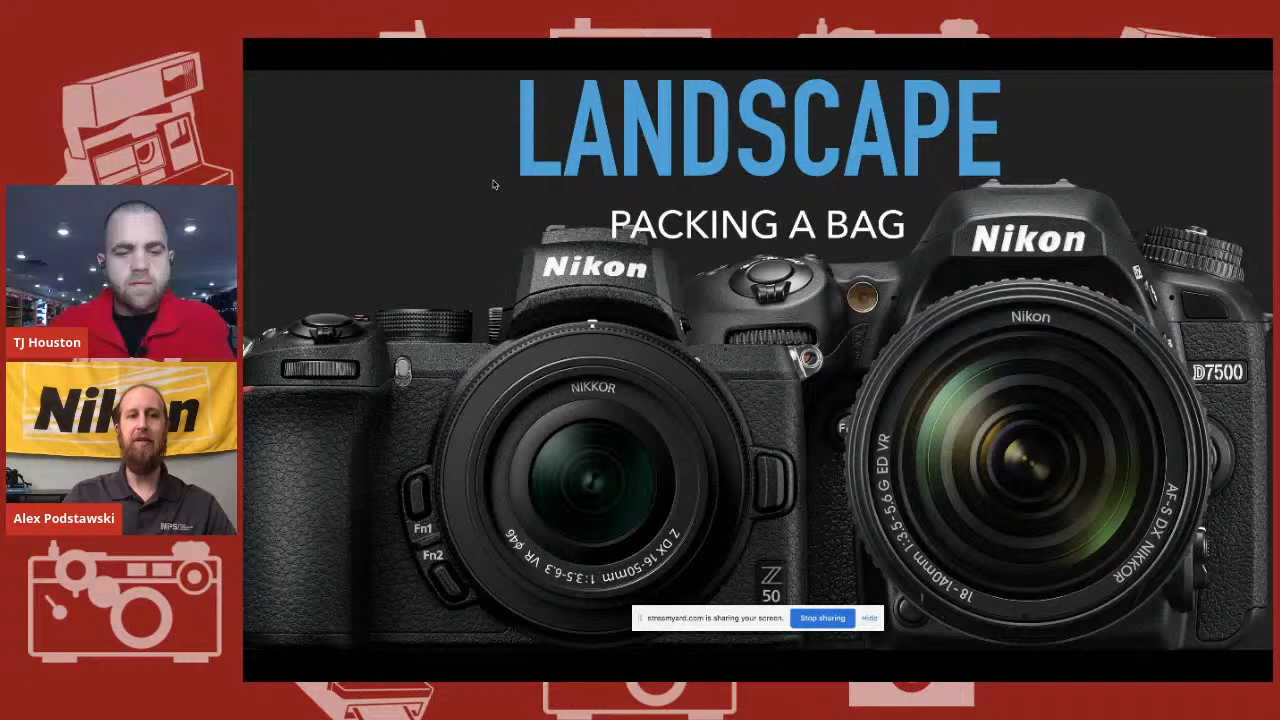 LANDSCAPE
PACKING A BAG
Nikon
Nikon
Nikon
D7500
NIKKOR
Z DX 16-50mm 1:3.5-6.3 VR ⌀46
AF-S DX NIKKOR 18-140mm 1:3.5-5.6G ED VR
Fn1
Fn2
Z
50
TJ Houston
Nikon
NPS
Alex Podstawski
streamyard.com is sharing your screen.
Stop sharing
Hide